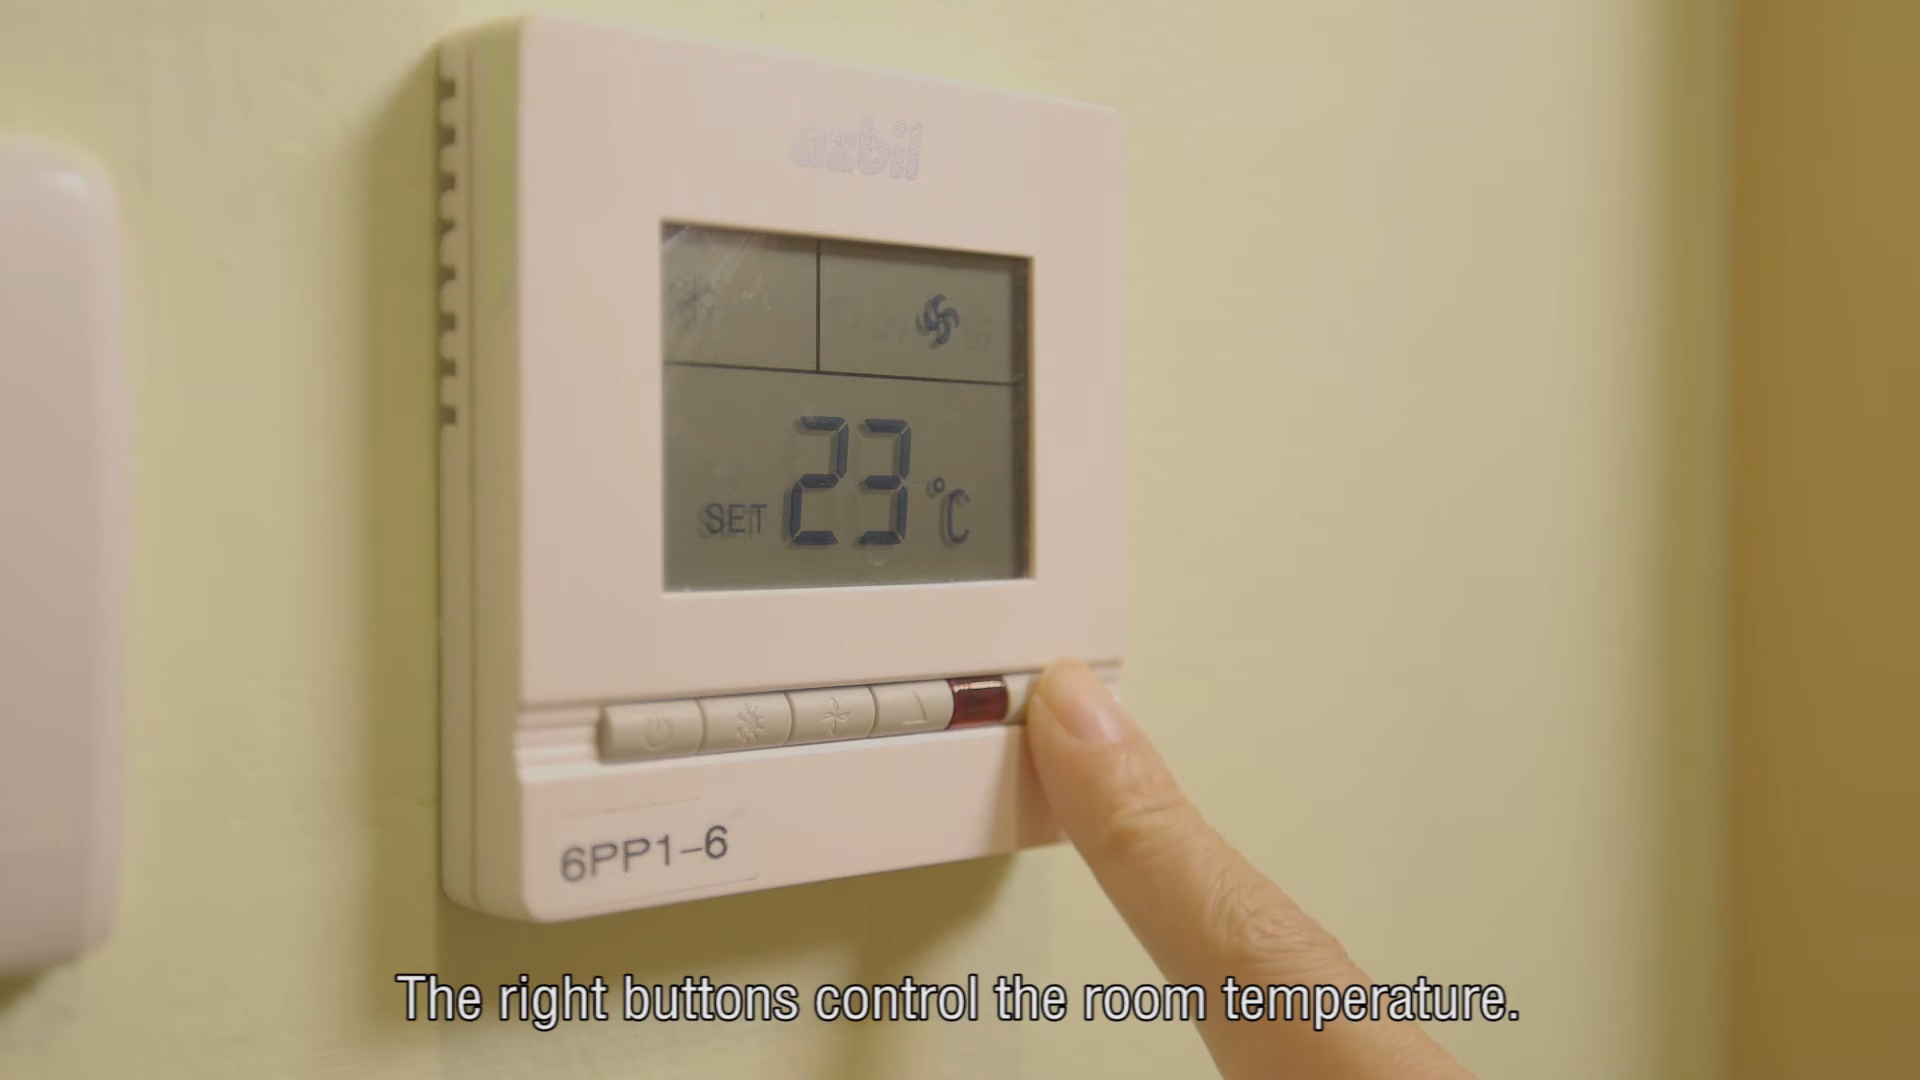 azbil
SET 23 °C
6PP1-6
The right buttons control the room temperature.